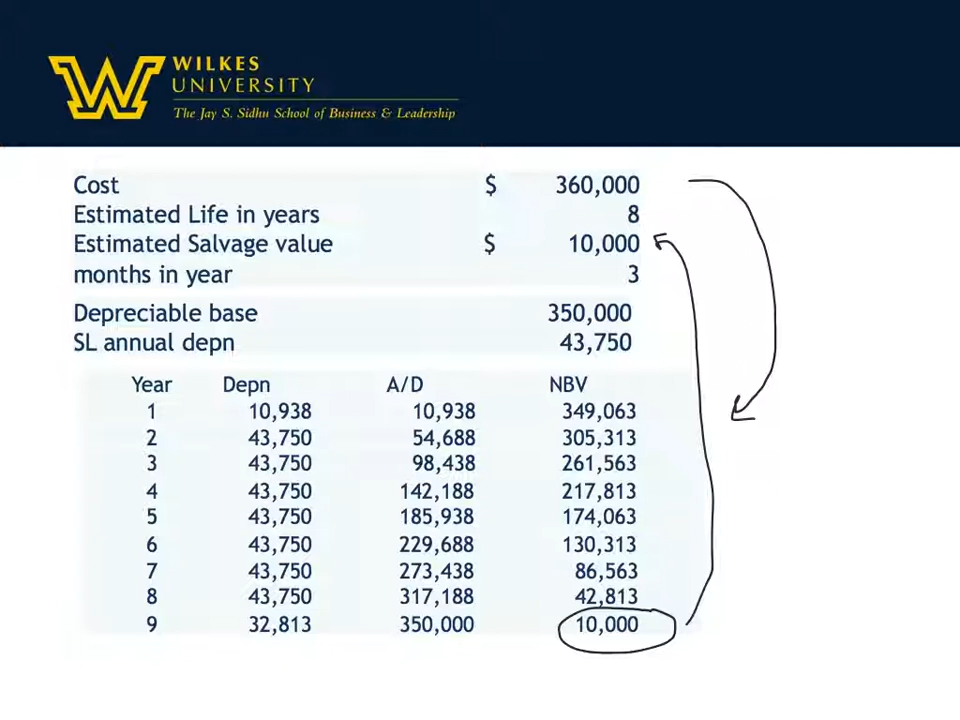 WILKES
UNIVERSITY
The Jay S. Sidhu School of Business & Leadership
Cost $ 360,000
Estimated Life in years 8
Estimated Salvage value $ 10,000
months in year 3
Depreciable base 350,000
SL annual depn 43,750
Year Depn A/D NBV
1 10,938 10,938 349,063
2 43,750 54,688 305,313
3 43,750 98,438 261,563
4 43,750 142,188 217,813
5 43,750 185,938 174,063
6 43,750 229,688 130,313
7 43,750 273,438 86,563
8 43,750 317,188 42,813
9 32,813 350,000 10,000